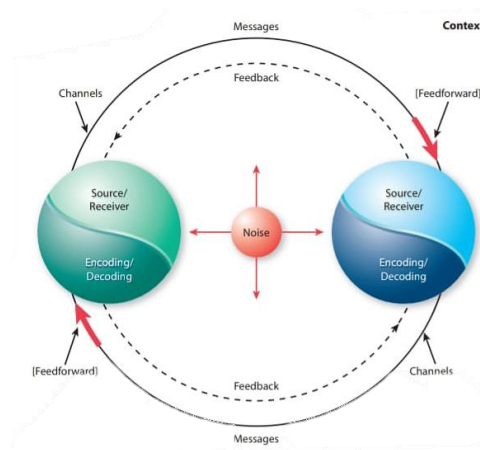 Messages
Contex
Feedback
Channels
[Feedforward]
Source/
Receiver
Source/
Receiver
Noise
Encoding/
Decoding
Encoding/
Decoding
[Feedforward]
Channels
Feedback
Messages